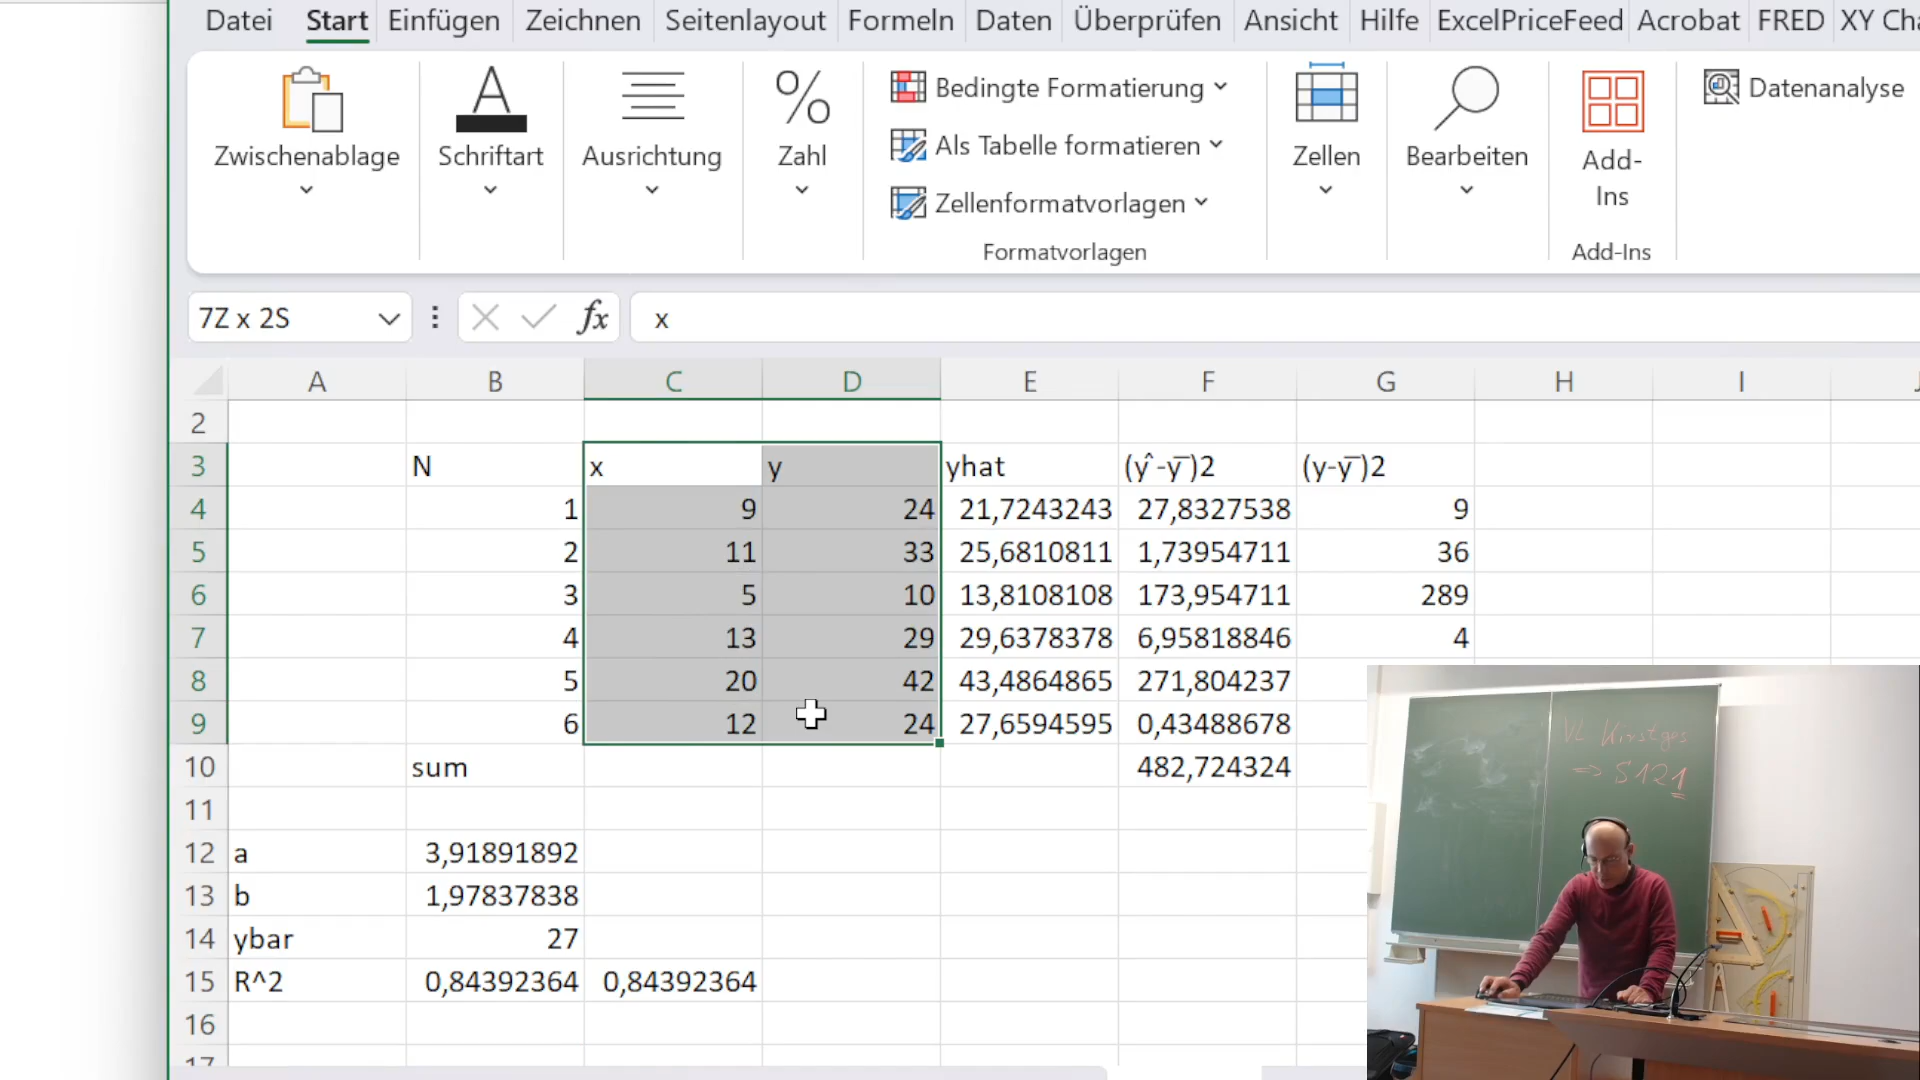 Datei Start Einfügen Zeichnen Seitenlayout Formeln Daten Überprüfen Ansicht Hilfe ExcelPriceFeed Acrobat FRED XY Cha
Zwischenablage Schriftart Ausrichtung Zahl
Bedingte Formatierung
Als Tabelle formatieren
Zellenformatvorlagen
Formatvorlagen
Zellen Bearbeiten
Add-
Ins
Add-Ins
Datenanalyse
7Z x 2S fx x
A B C D E F G H I J
2
3 N x y yhat (ŷ-y¯)2 (y-y¯)2
4 1 9 24 21,7243243 27,8327538 9
5 2 11 33 25,6810811 1,73954711 36
6 3 5 10 13,8108108 173,954711 289
7 4 13 29 29,6378378 6,95818846 4
8 5 20 42 43,4864865 271,804237
9 6 12 24 27,6594595 0,43488678
10 sum 482,724324
11
12 a 3,91891892
13 b 1,97837838
14 ybar 27
15 R^2 0,84392364 0,84392364
16
17
VL Kirstges
=> S121